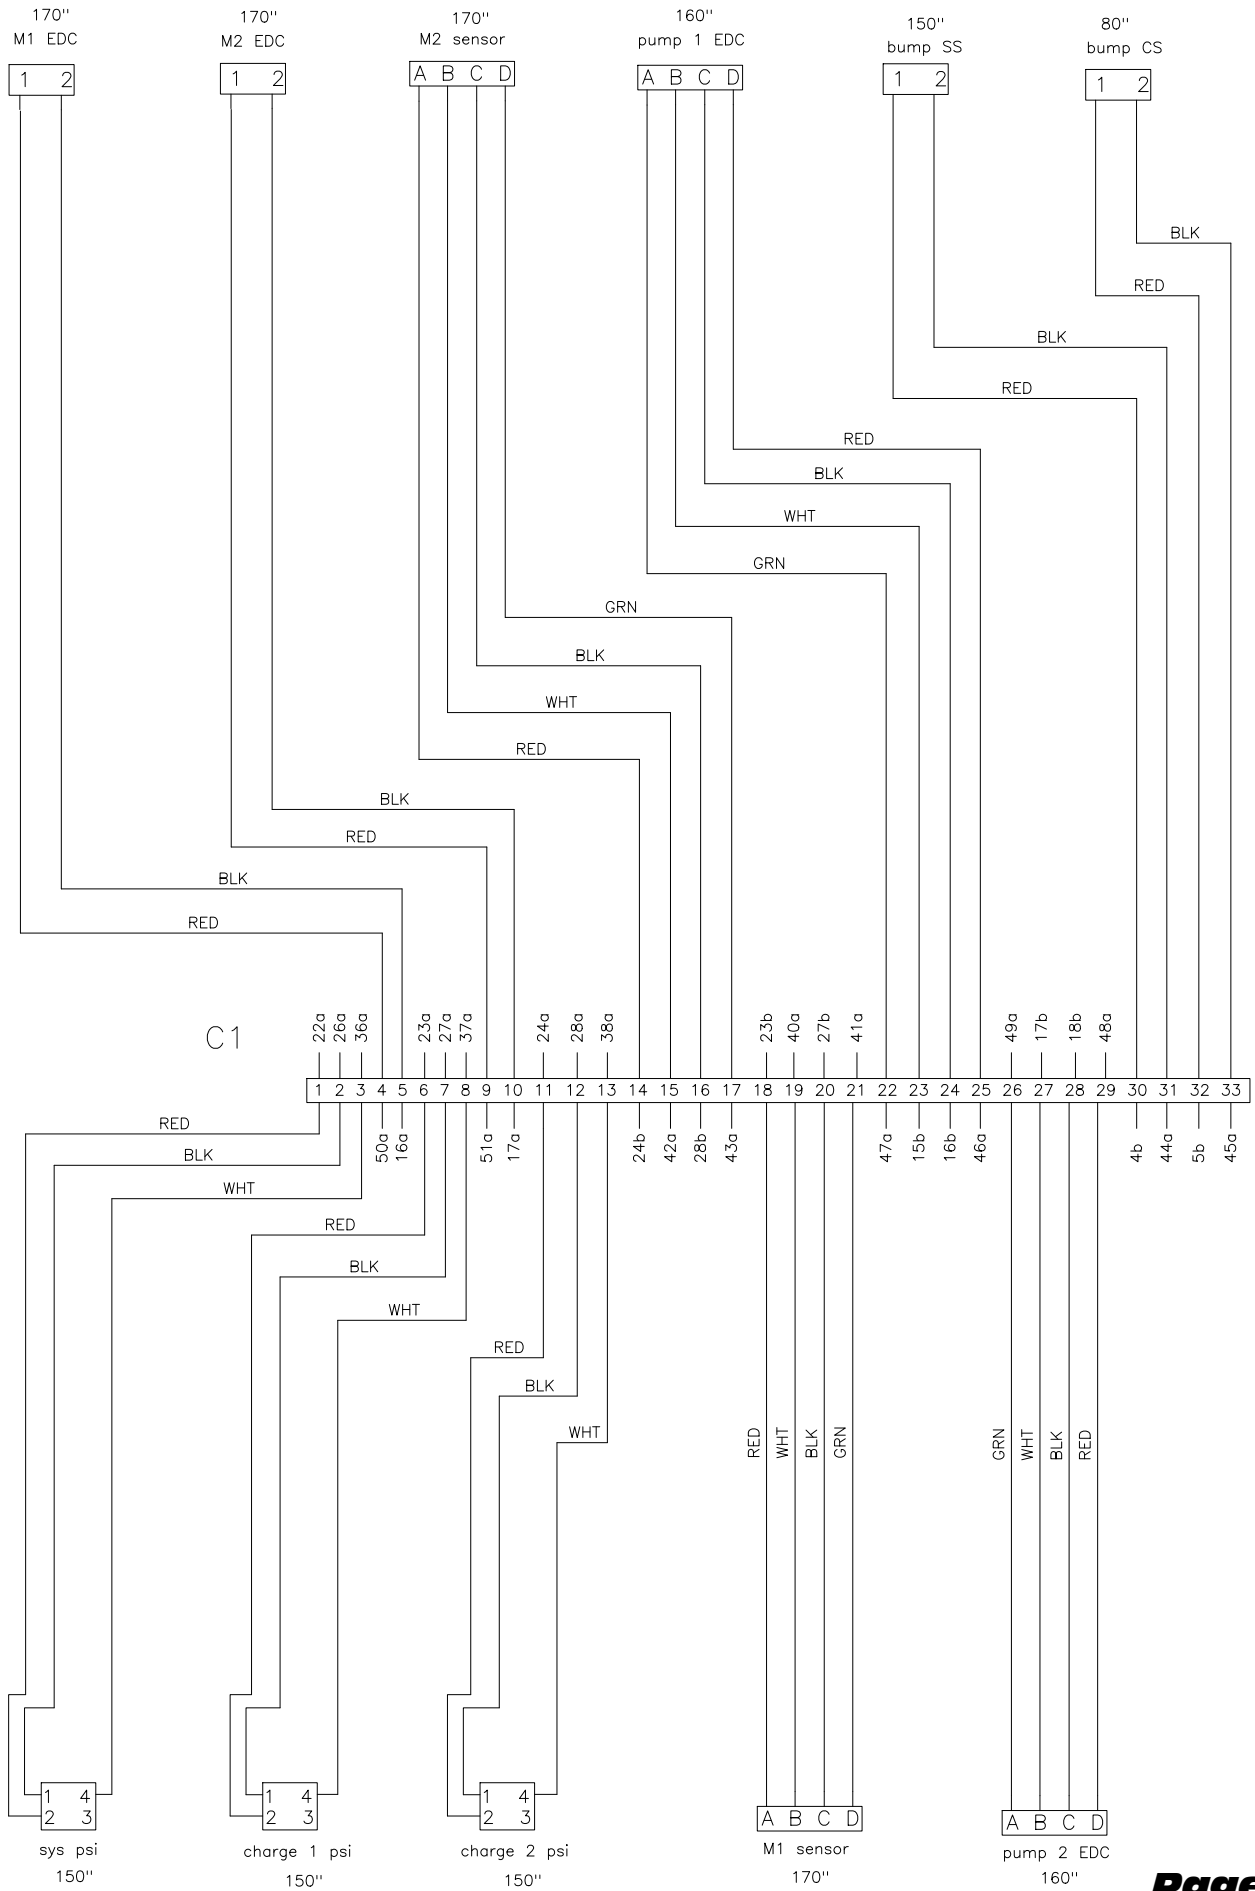 170" 170" 170" 160" 150" 80"
M1 EDC M2 EDC M2 sensor pump 1 EDC bump SS bump CS
1 2 1 2 A B C D A B C D 1 2 1 2
BLK
RED
BLK
RED
RED
BLK
WHT
GRN
GRN
BLK
WHT
RED
BLK
RED
BLK
RED
C1
22a 26a 36a 23a 27a 37a 24a 28a 38a 23b 40a 27b 41a 49a 17b 18b 48a
1 2 3 4 5 6 7 8 9 10 11 12 13 14 15 16 17 18 19 20 21 22 23 24 25 26 27 28 29 30 31 32 33
50a 16a 51a 17a 24b 42a 28b 43a 47a 15b 16b 46a 4b 44a 5b 45a
RED
BLK
WHT
RED
BLK
WHT
RED
BLK
WHT
RED WHT BLK GRN GRN WHT BLK RED
1 4 1 4 1 4
2 3 2 3 2 3
A B C D A B C D
sys psi charge 1 psi charge 2 psi M1 sensor pump 2 EDC
150" 150" 150" 170" 160"
Page